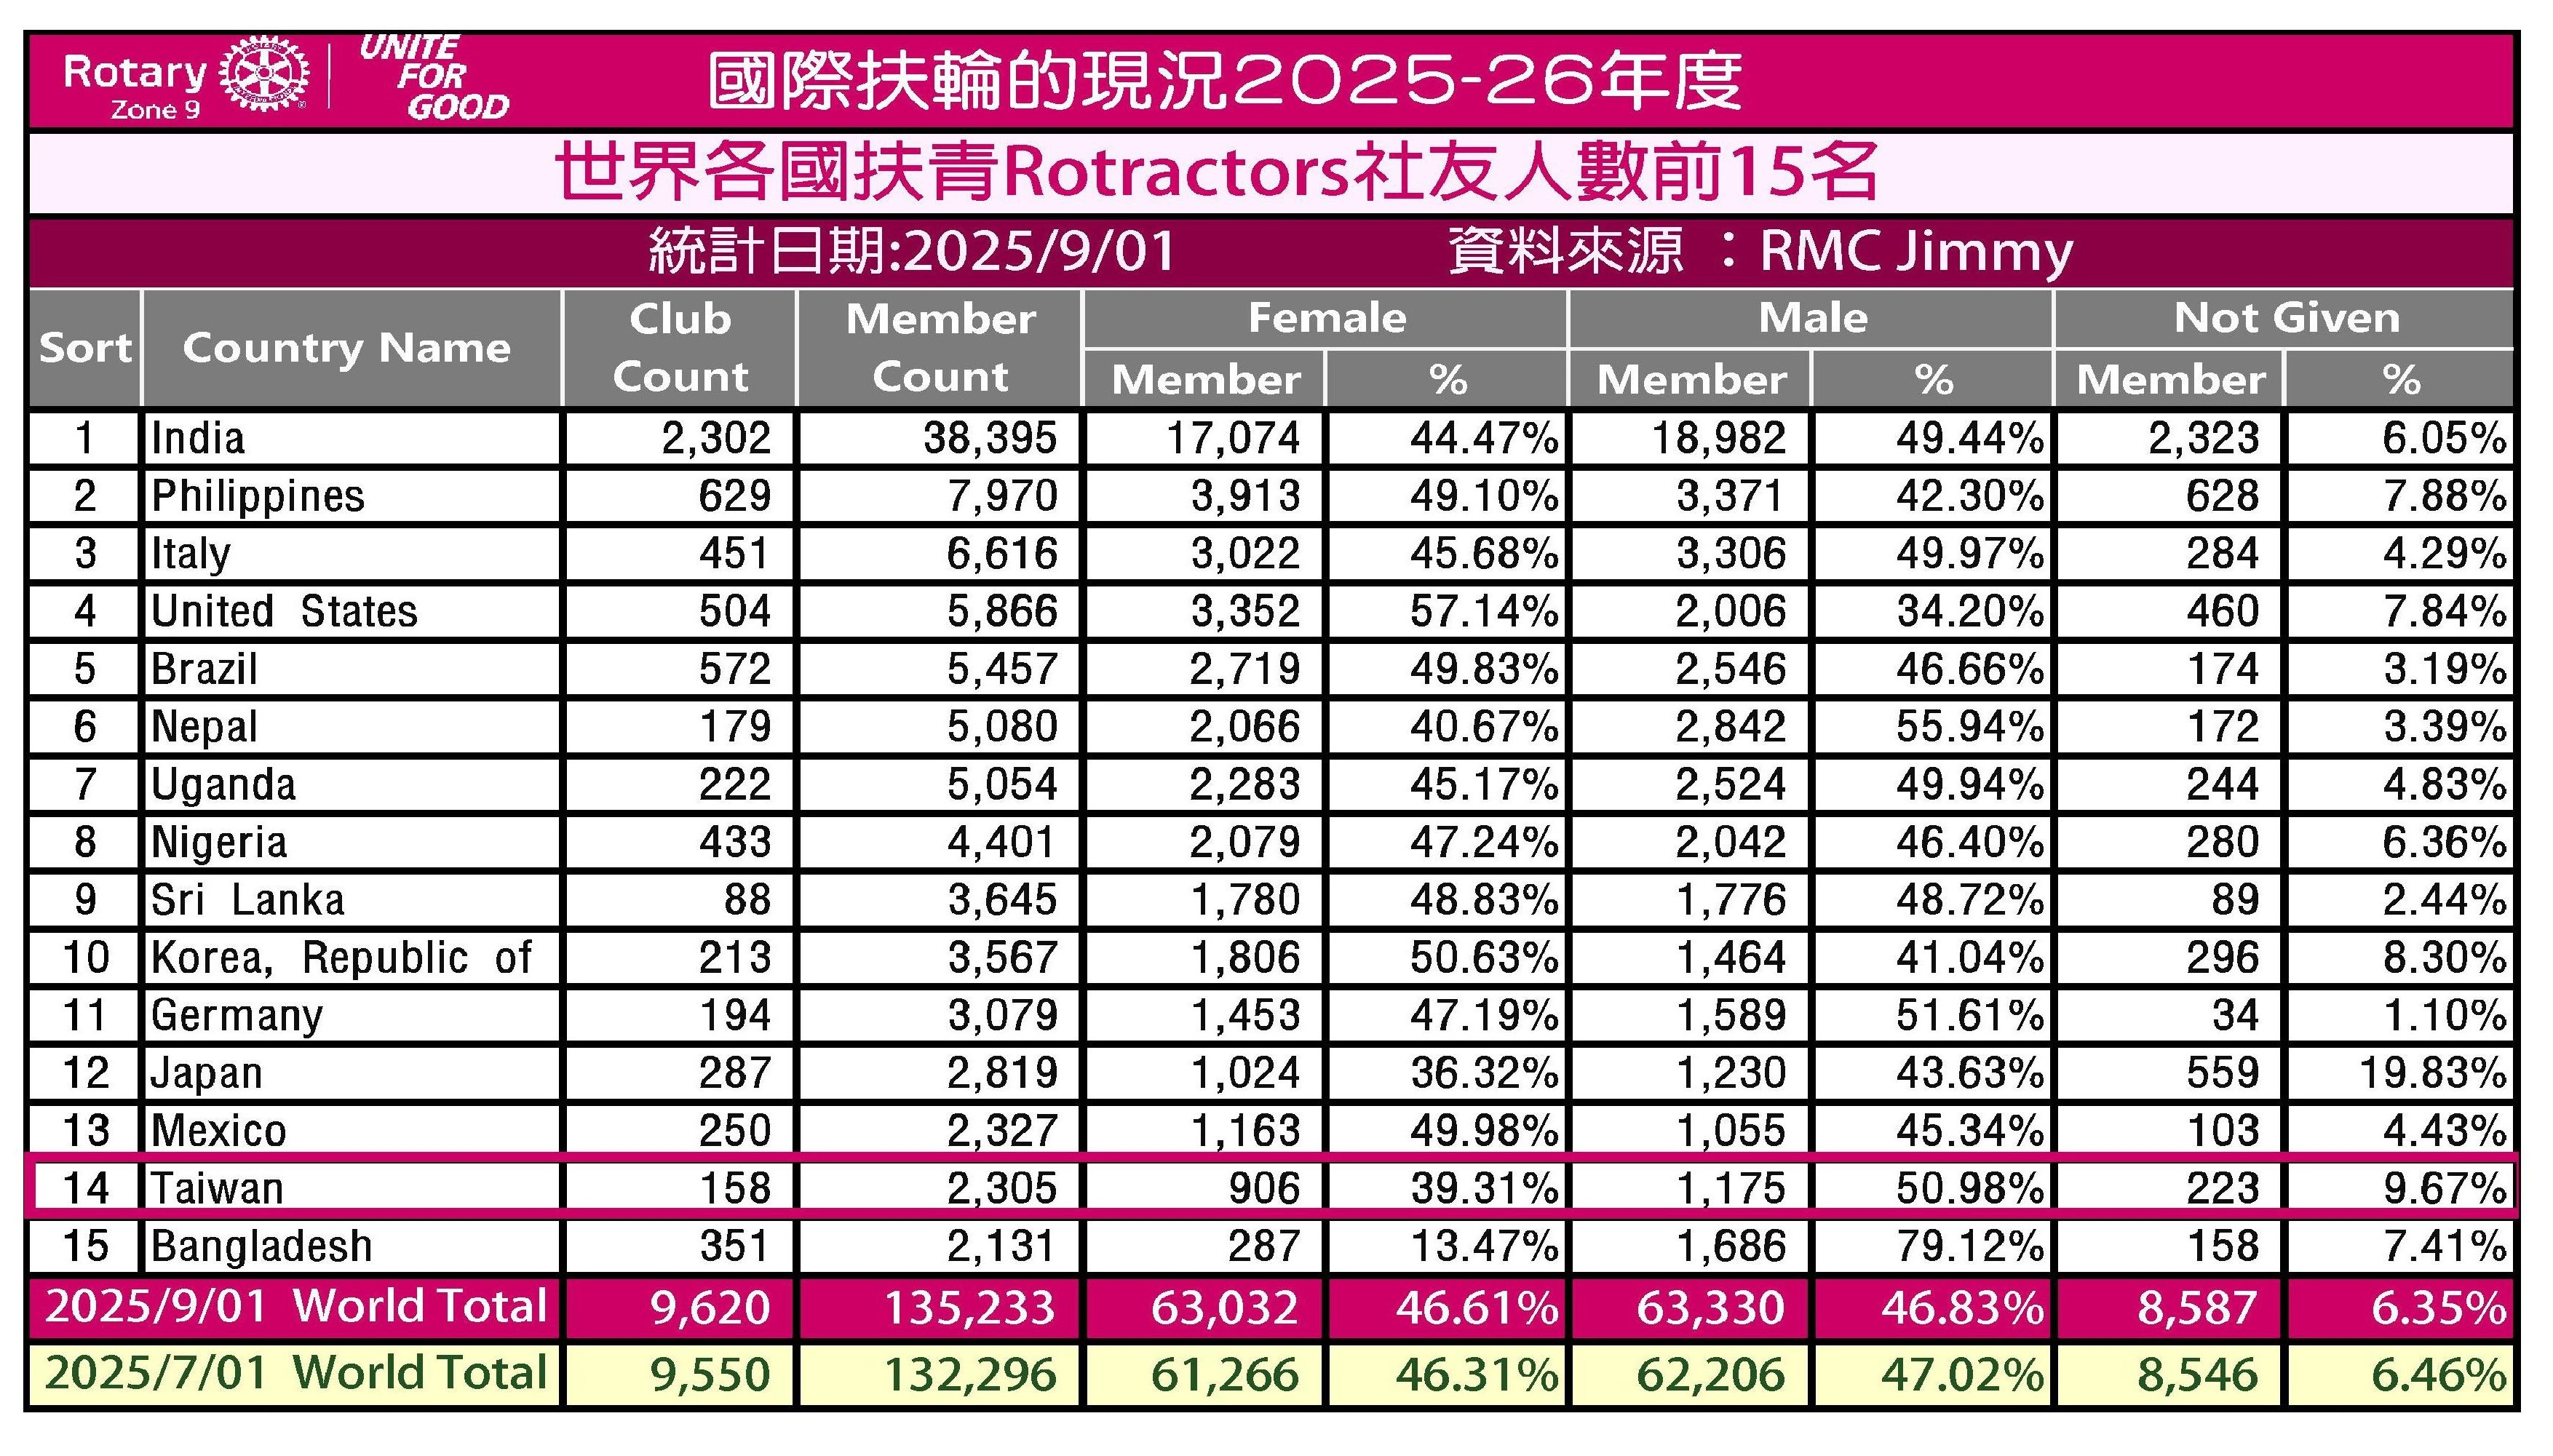 Rotary
Zone 9
UNITE
FOR
GOOD
國際扶輪的現況2025-26年度
世界各國扶青Rotractors社友人數前15名
統計日期:2025/9/01 資料來源 ：RMC Jimmy
Sort Country Name Club Count Member Count Female Male Not Given
Member % Member % Member %
1 India 2,302 38,395 17,074 44.47% 18,982 49.44% 2,323 6.05%
2 Philippines 629 7,970 3,913 49.10% 3,371 42.30% 628 7.88%
3 Italy 451 6,616 3,022 45.68% 3,306 49.97% 284 4.29%
4 United States 504 5,866 3,352 57.14% 2,006 34.20% 460 7.84%
5 Brazil 572 5,457 2,719 49.83% 2,546 46.66% 174 3.19%
6 Nepal 179 5,080 2,066 40.67% 2,842 55.94% 172 3.39%
7 Uganda 222 5,054 2,283 45.17% 2,524 49.94% 244 4.83%
8 Nigeria 433 4,401 2,079 47.24% 2,042 46.40% 280 6.36%
9 Sri Lanka 88 3,645 1,780 48.83% 1,776 48.72% 89 2.44%
10 Korea, Republic of 213 3,567 1,806 50.63% 1,464 41.04% 296 8.30%
11 Germany 194 3,079 1,453 47.19% 1,589 51.61% 34 1.10%
12 Japan 287 2,819 1,024 36.32% 1,230 43.63% 559 19.83%
13 Mexico 250 2,327 1,163 49.98% 1,055 45.34% 103 4.43%
14 Taiwan 158 2,305 906 39.31% 1,175 50.98% 223 9.67%
15 Bangladesh 351 2,131 287 13.47% 1,686 79.12% 158 7.41%
2025/9/01 World Total 9,620 135,233 63,032 46.61% 63,330 46.83% 8,587 6.35%
2025/7/01 World Total 9,550 132,296 61,266 46.31% 62,206 47.02% 8,546 6.46%